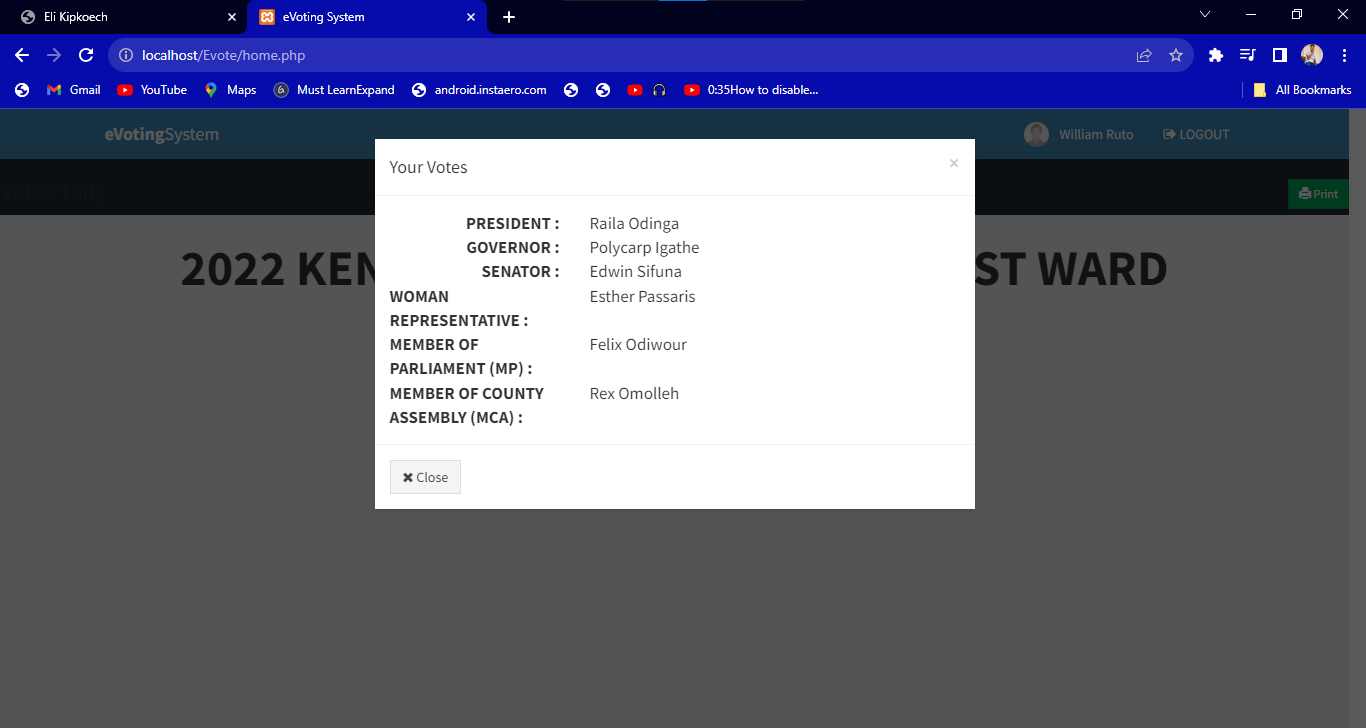 Eli Kipkoech
eVoting System
localhost/Evote/home.php
Gmail
YouTube
Maps
Must LearnExpand
android.instaero.com
0:35How to disable...
All Bookmarks
eVotingSystem
William Ruto
LOGOUT
Your Votes
×
Votes Tally
Print
PRESIDENT : Raila Odinga
GOVERNOR : Polycarp Igathe
SENATOR : Edwin Sifuna
WOMAN Esther Passaris
REPRESENTATIVE :
MEMBER OF Felix Odiwour
PARLIAMENT (MP) :
MEMBER OF COUNTY Rex Omolleh
ASSEMBLY (MCA) :
2022 KEN ST WARD
Close